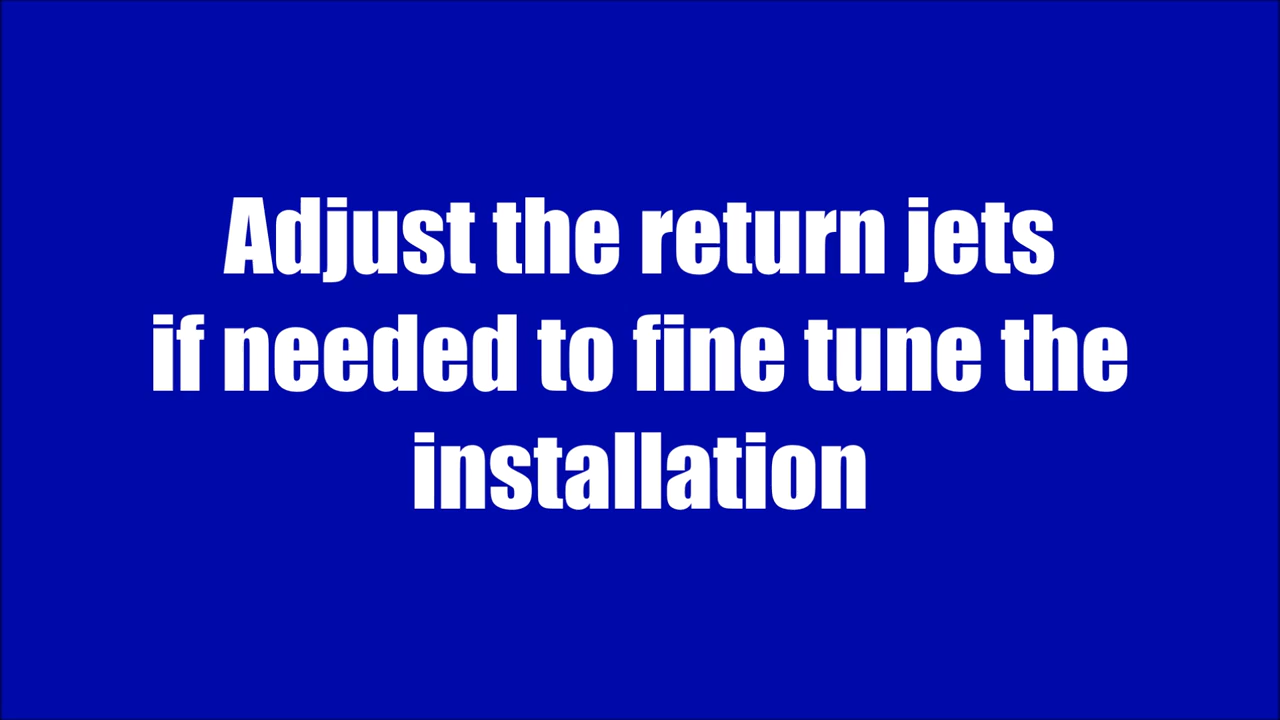 Adjust the return jets
if needed to fine tune the
installation